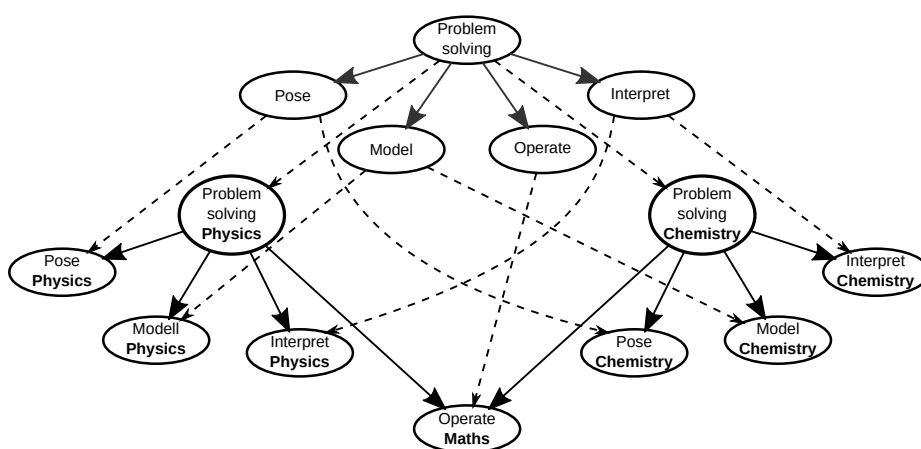 Problem
solving
Pose
Interpret
Model
Operate
Problem
solving
Physics
Problem
solving
Chemistry
Pose
Physics
Interpret
Chemistry
Modell
Physics
Interpret
Physics
Pose
Chemistry
Model
Chemistry
Operate
Maths